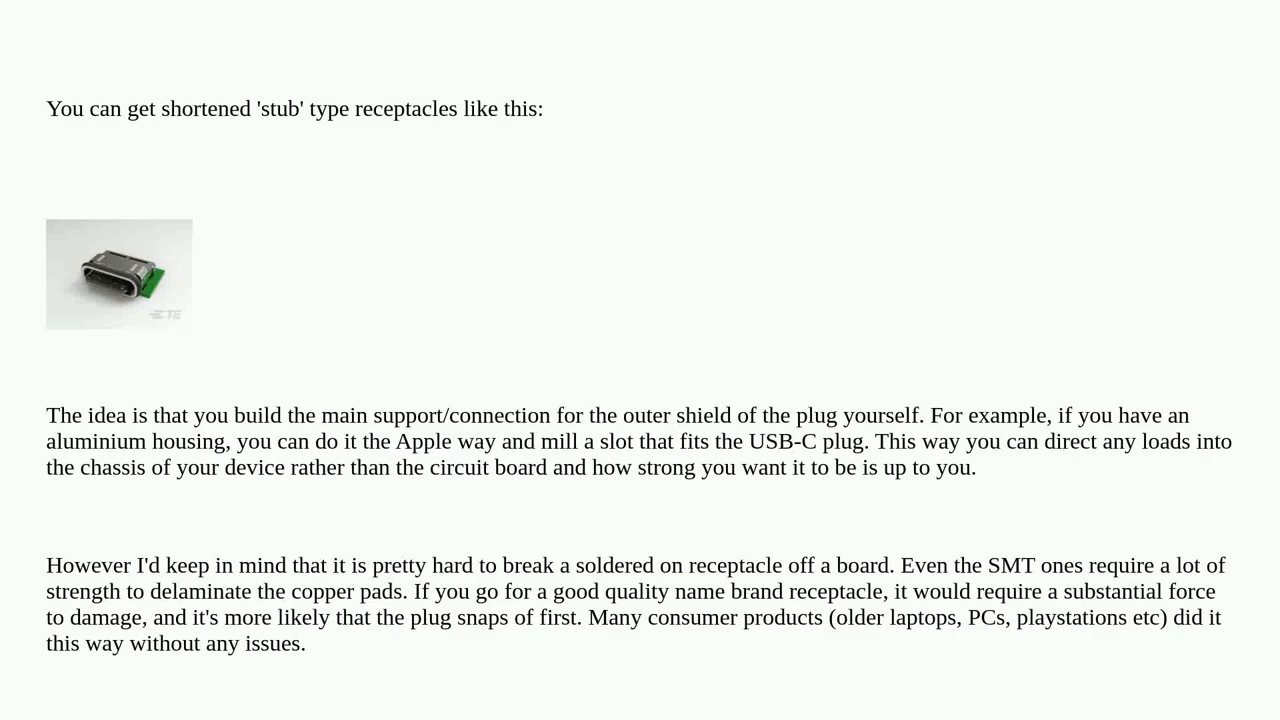 You can get shortened 'stub' type receptacles like this:
TE
The idea is that you build the main support/connection for the outer shield of the plug yourself. For example, if you have an
aluminium housing, you can do it the Apple way and mill a slot that fits the USB-C plug. This way you can direct any loads into
the chassis of your device rather than the circuit board and how strong you want it to be is up to you.
However I'd keep in mind that it is pretty hard to break a soldered on receptacle off a board. Even the SMT ones require a lot of
strength to delaminate the copper pads. If you go for a good quality name brand receptacle, it would require a substantial force
to damage, and it's more likely that the plug snaps of first. Many consumer products (older laptops, PCs, playstations etc) did it
this way without any issues.